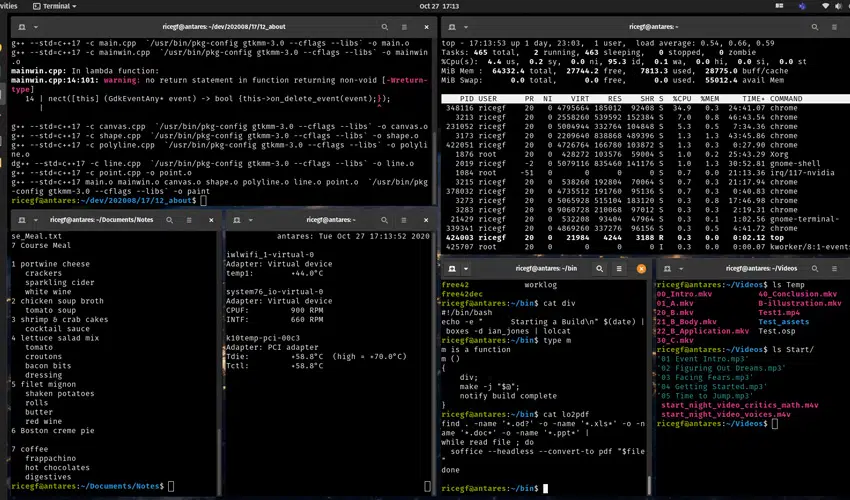 vities
Terminal
Oct 27 17:13
ricegf@antares: ~/dev/202008/17/12_about
g++ --std=c++17 -c main.cpp `/usr/bin/pkg-config gtkmm-3.0 --cflags --libs` -o main.o
g++ --std=c++17 -c mainwin.cpp `/usr/bin/pkg-config gtkmm-3.0 --cflags --libs` -o mainwin
.o
mainwin.cpp: In lambda function:
mainwin.cpp:14:101: warning: no return statement in function returning non-void [-Wreturn-
type]
14 | nect([this] (GdkEventAny* event) -> bool {this->on_delete_event(event);});
| ^
g++ --std=c++17 -c canvas.cpp `/usr/bin/pkg-config gtkmm-3.0 --cflags --libs` -o canvas.o
g++ --std=c++17 -c shape.cpp `/usr/bin/pkg-config gtkmm-3.0 --cflags --libs` -o shape.o
g++ --std=c++17 -c polyline.cpp `/usr/bin/pkg-config gtkmm-3.0 --cflags --libs` -o polyli
ne.o
g++ --std=c++17 -c line.cpp `/usr/bin/pkg-config gtkmm-3.0 --cflags --libs` -o line.o
g++ --std=c++17 -c point.cpp -o point.o
g++ --std=c++17 main.o mainwin.o canvas.o shape.o polyline.o line.o point.o `/usr/bin/pkg
-config gtkmm-3.0 --cflags --libs` -o paint
ricegf@antares:~/dev/202008/17/12_about$
ricegf@antares: ~
top - 17:13:53 up 1 day, 23:03, 1 user, load average: 0.54, 0.66, 0.59
Tasks: 465 total, 2 running, 463 sleeping, 0 stopped, 0 zombie
%Cpu(s): 4.4 us, 0.2 sy, 0.0 ni, 95.3 id, 0.1 wa, 0.0 hi, 0.0 si, 0.0 st
MiB Mem : 64332.4 total, 27744.2 free, 7813.3 used, 28775.0 buff/cache
MiB Swap: 0.0 total, 0.0 free, 0.0 used. 55012.4 avail Mem
PID USER PR NI VIRT RES SHR S %CPU %MEM TIME+ COMMAND
348116 ricegf 20 0 4795664 185012 92408 S 34.9 0.3 24:41.07 chrome
3213 ricegf 20 0 2558260 539592 152384 S 7.0 0.8 46:43.54 chrome
231052 ricegf 20 0 5004944 332764 104848 S 5.3 0.5 7:34.36 chrome
3173 ricegf 20 0 2209640 838868 489396 S 1.3 1.3 43:45.86 chrome
422051 ricegf 20 0 4726764 166780 103872 S 1.3 0.3 0:27.90 chrome
1876 root 20 0 428272 103576 59004 S 1.0 0.2 25:43.29 Xorg
2019 ricegf -2 0 5079116 835460 141176 S 1.0 1.3 30:52.81 gnome-shell
1084 root -51 0 0 0 0 S 0.7 0.0 21:13.36 irq/117-nvidia
3215 ricegf 20 0 538260 192804 70064 S 0.7 0.3 21:17.94 chrome
378032 ricegf 20 0 4735512 191760 95396 S 0.7 0.3 0:40.83 chrome
3273 ricegf 20 0 5065928 515104 183120 S 0.3 0.8 17:46.98 chrome
3283 ricegf 20 0 9060728 210068 97012 S 0.3 0.3 2:19.31 chrome
21429 ricegf 20 0 532208 93404 47964 S 0.3 0.1 1:02.56 gnome-terminal-
339441 ricegf 20 0 4869260 337276 96156 S 0.3 0.5 4:41.72 chrome
424003 ricegf 20 0 21984 4244 3188 R 0.3 0.0 0:02.12 top
425707 root 20 0 0 0 0 I 0.3 0.0 0:00.07 kworker/8:1-events
ricegf@antares: ~/Documents/Notes
se_Meal.txt
7 Course Meal
1 portwine cheese
crackers
sparkling cider
white wine
2 chicken soup broth
tomato soup
3 shrimp & crab cakes
cocktail sauce
4 lettuce salad mix
tomato
croutons
bacon bits
dressing
5 filet mignon
shaken potatoes
rolls
butter
red wine
6 Boston creme pie
7 coffee
frappachino
hot chocolates
digestives
ricegf@antares:~/Documents/Notes$
ricegf@antares: ~
antares: Tue Oct 27 17:13:52 2020
iwlwifi_1-virtual-0
Adapter: Virtual device
temp1: +44.0°C
system76_io-virtual-0
Adapter: Virtual device
CPUF: 900 RPM
INTF: 660 RPM
k10temp-pci-00c3
Adapter: PCI adapter
Tdie: +58.8°C (high = +70.0°C)
Tctl: +58.8°C
ricegf@antares: ~/bin
free42 worklog
free42dec
ricegf@antares:~/bin$ cat div
#!/bin/bash
echo -e " Starting a Build\n" $(date) |
boxes -d ian_jones | lolcat
ricegf@antares:~/bin$ type m
m is a function
m ()
{
div;
make -j "$@";
notify build complete
}
ricegf@antares:~/bin$ cat lo2pdf
find . -name "*.od?" -o -name "*.xls*" -o -n
ame "*.doc*" -o -name "*.ppt*" |
while read file ; do
soffice --headless --convert-to pdf "$file
"
done
ricegf@antares:~/bin$
ricegf@antares: ~/Videos
ricegf@antares:~/Videos$ ls Temp
00_Intro.mkv 40_Conclusion.mkv
01_A.mkv B-illustration.mkv
20_B.mkv Test1.mp4
21_B_Body.mkv Test_assets
22_B_Application.mkv Test.osp
30_C.mkv
ricegf@antares:~/Videos$ ls Start/
'01 Event Intro.mp3'
'02 Figuring Out Dreams.mp3'
'03 Facing Fears.mp3'
'04 Getting Started.mp3'
'05 Time to Jump.mp3'
start_night_video_critics_math.m4v
start_night_video_voices.m4v
ricegf@antares:~/Videos$